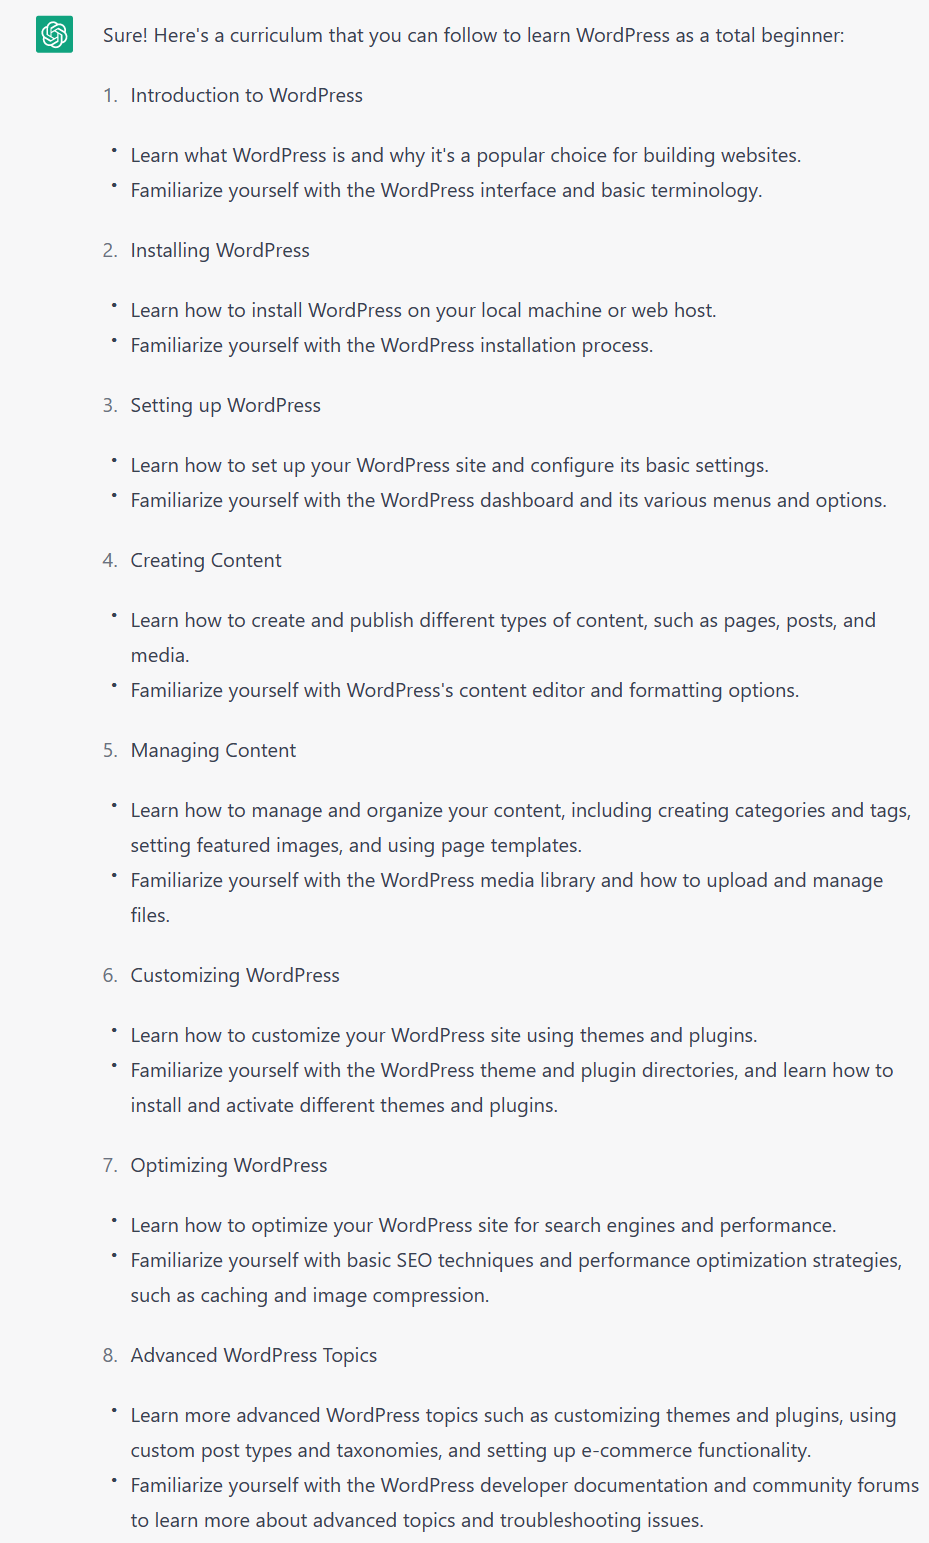 Sure! Here's a curriculum that you can follow to learn WordPress as a total beginner:
1. Introduction to WordPress
• Learn what WordPress is and why it's a popular choice for building websites.
• Familiarize yourself with the WordPress interface and basic terminology.
2. Installing WordPress
• Learn how to install WordPress on your local machine or web host.
• Familiarize yourself with the WordPress installation process.
3. Setting up WordPress
• Learn how to set up your WordPress site and configure its basic settings.
• Familiarize yourself with the WordPress dashboard and its various menus and options.
4. Creating Content
• Learn how to create and publish different types of content, such as pages, posts, and
media.
• Familiarize yourself with WordPress's content editor and formatting options.
5. Managing Content
• Learn how to manage and organize your content, including creating categories and tags,
setting featured images, and using page templates.
• Familiarize yourself with the WordPress media library and how to upload and manage
files.
6. Customizing WordPress
• Learn how to customize your WordPress site using themes and plugins.
• Familiarize yourself with the WordPress theme and plugin directories, and learn how to
install and activate different themes and plugins.
7. Optimizing WordPress
• Learn how to optimize your WordPress site for search engines and performance.
• Familiarize yourself with basic SEO techniques and performance optimization strategies,
such as caching and image compression.
8. Advanced WordPress Topics
• Learn more advanced WordPress topics such as customizing themes and plugins, using
custom post types and taxonomies, and setting up e-commerce functionality.
• Familiarize yourself with the WordPress developer documentation and community forums
to learn more about advanced topics and troubleshooting issues.